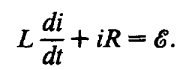 L di/dt + iR = ℰ.